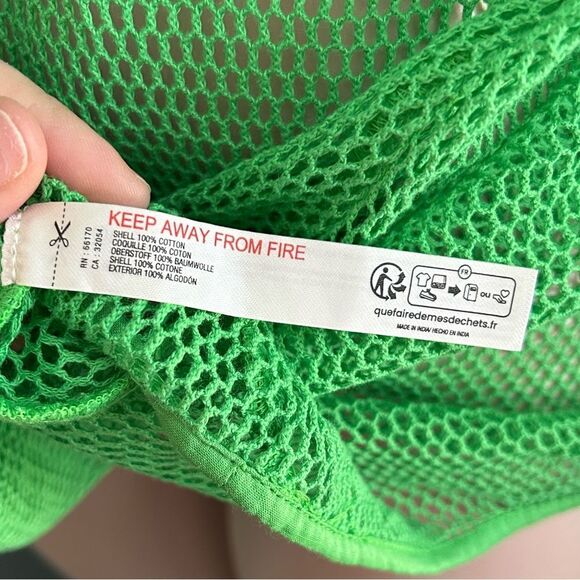 RN : 66170
CA : 32054
KEEP AWAY FROM FIRE
SHELL 100% COTTON
COQUILLE 100% COTON
OBERSTOFF 100% BAUMWOLLE
SHELL 100% COTONE
EXTERIOR 100% ALGODÓN
FR
OU
quefairedemesdechets.fr
MADE IN INDIA/ HECHO EN INDIA